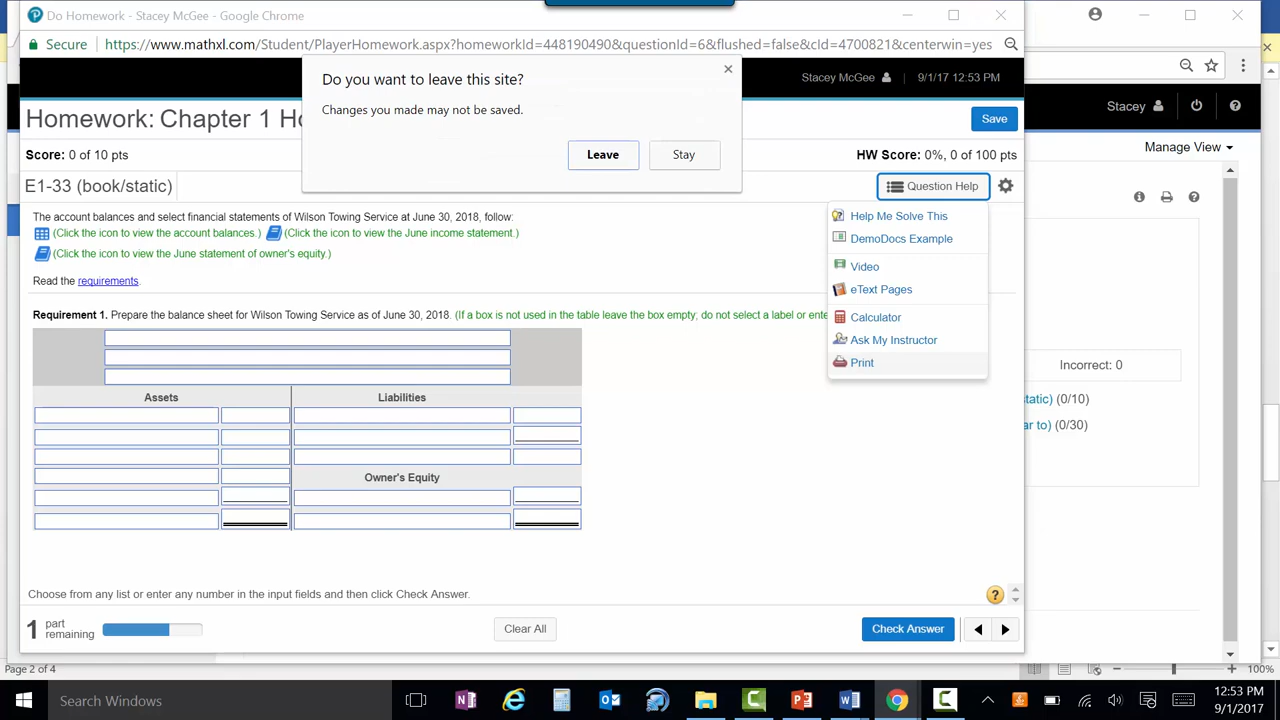 Do Homework - Stacey McGee - Google Chrome
Secure https://www.mathxl.com/Student/PlayerHomework.aspx?homeworkId=448190490&questionId=6&flushed=false&cId=4700821&centerwin=yes
Do you want to leave this site?
Changes you made may not be saved.
Leave Stay
Stacey McGee 9/1/17 12:53 PM
Stacey
Homework: Chapter 1 Ho
Save
Manage View
Score: 0 of 10 pts
HW Score: 0%, 0 of 100 pts
E1-33 (book/static)
Question Help
Help Me Solve This
DemoDocs Example
Video
eText Pages
Calculator
Ask My Instructor
Print
The account balances and select financial statements of Wilson Towing Service at June 30, 2018, follow:
(Click the icon to view the account balances.) (Click the icon to view the June income statement.)
(Click the icon to view the June statement of owner's equity.)
Read the requirements.
Requirement 1. Prepare the balance sheet for Wilson Towing Service as of June 30, 2018. (If a box is not used in the table leave the box empty; do not select a label or ente
Assets Liabilities
Owner's Equity
Incorrect: 0
tatic) (0/10)
ar to) (0/30)
Choose from any list or enter any number in the input fields and then click Check Answer.
1 part remaining
Clear All
Check Answer
Page 2 of 4
100%
Search Windows
12:53 PM
9/1/2017